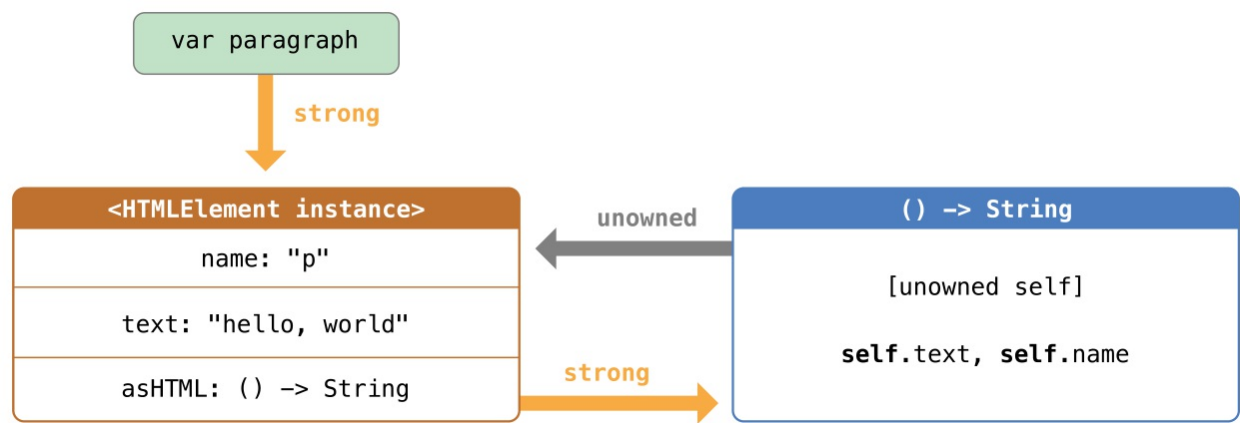 var paragraph
strong
<HTMLElement instance>
name: "p"
text: "hello, world"
asHTML: () -> String
unowned
strong
() -> String
[unowned self]
self.text, self.name